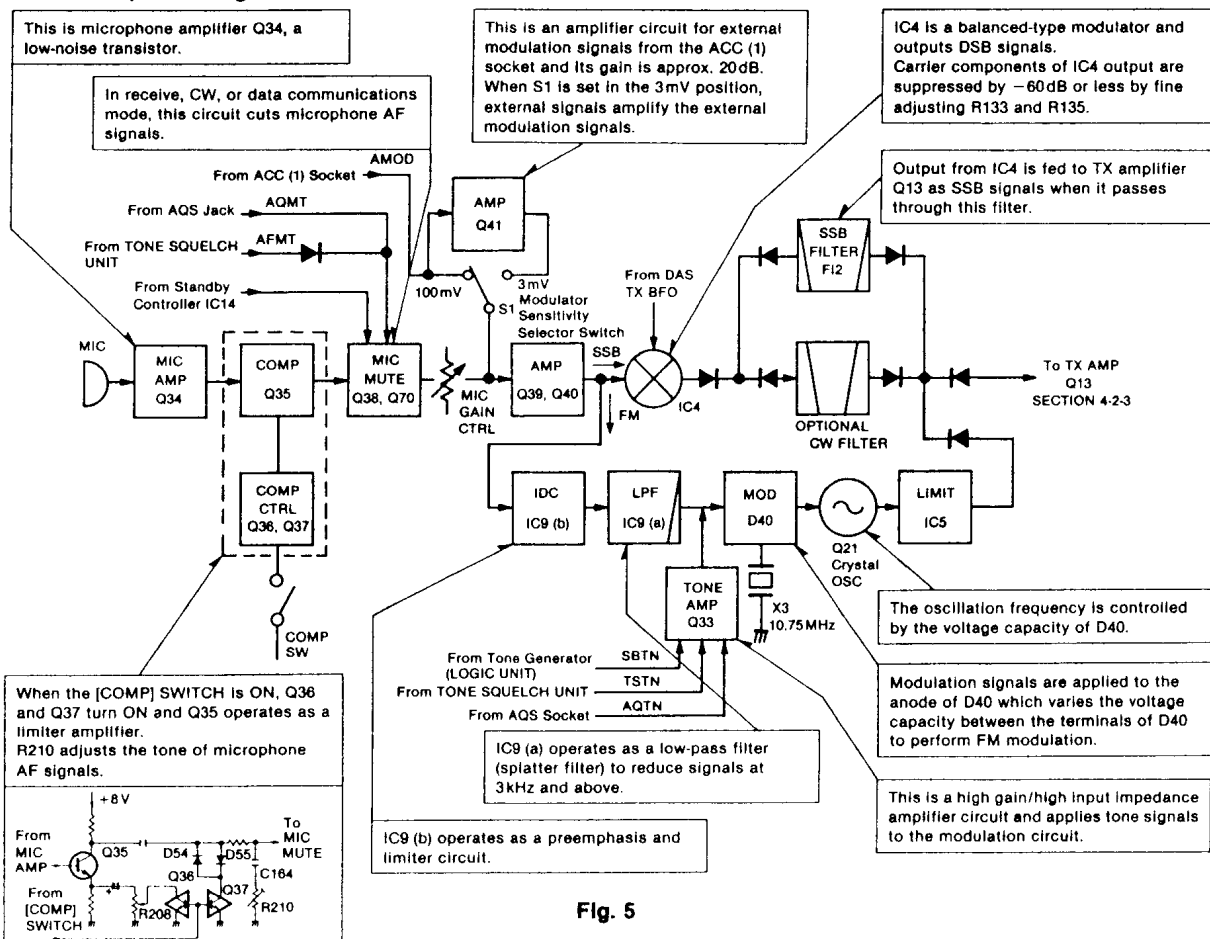 This is microphone amplifier Q34, a
low-noise transistor.
In receive, CW, or data communications
mode, this circuit cuts microphone AF
signals.
This is an amplifier circuit for external
modulation signals from the ACC (1)
socket and its gain is approx. 20dB.
When S1 is set in the 3mV position,
external signals amplify the external
modulation signals.
IC4 is a balanced-type modulator and
outputs DSB signals.
Carrier components of IC4 output are
suppressed by −60dB or less by fine
adjusting R133 and R135.
Output from IC4 is fed to TX amplifier
Q13 as SSB signals when it passes
through this filter.
AMOD
From ACC (1) Socket
AQMT
From AQS Jack
AFMT
From TONE SQUELCH
UNIT
From Standby
Controller IC14
AMP
Q41
100mV
3mV
S1
Modulator
Sensitivity
Selector Switch
From DAS
TX BFO
SSB
FILTER
FI2
MIC
MIC
AMP
Q34
COMP
Q35
MIC
MUTE
Q38, Q70
MIC
GAIN
CTRL
AMP
Q39, Q40
SSB
FM
IC4
OPTIONAL
CW FILTER
To TX AMP
Q13
SECTION 4-2-3
COMP
CTRL
Q36, Q37
COMP
SW
IDC
IC9 (b)
LPF
IC9 (a)
MOD
D40
Q21
Crystal
OSC
LIMIT
IC5
TONE
AMP
Q33
X3
10.75MHz
From Tone Generator
(LOGIC UNIT)
SBTN
From TONE SQUELCH UNIT
TSTN
From AQS Socket
AQTN
The oscillation frequency is controlled
by the voltage capacity of D40.
Modulation signals are applied to the
anode of D40 which varies the voltage
capacity between the terminals of D40
to perform FM modulation.
This is a high gain/high input impedance
amplifier circuit and applies tone signals
to the modulation circuit.
IC9 (a) operates as a low-pass filter
(splatter filter) to reduce signals at
3kHz and above.
IC9 (b) operates as a preemphasis and
limiter circuit.
When the [COMP] SWITCH is ON, Q36
and Q37 turn ON and Q35 operates as a
limiter amplifier.
R210 adjusts the tone of microphone
AF signals.
+8V
From
MIC
AMP
Q35
D54
D55
To
MIC
MUTE
Q36
C164
Q37
From
[COMP]
SWITCH
R208
R210
Fig. 5